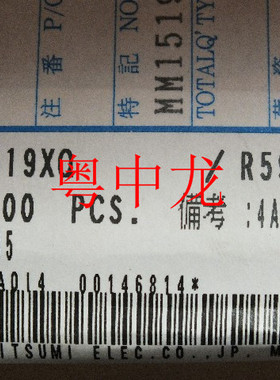 注番 P/O
特記 NO
MM1519
TOTAL Q'TY
19XQ / R5
00 PCS. 備考 :4A
5
A014 00146814*
ITSUMI ELEC.CO.,JP. M
粤中龙